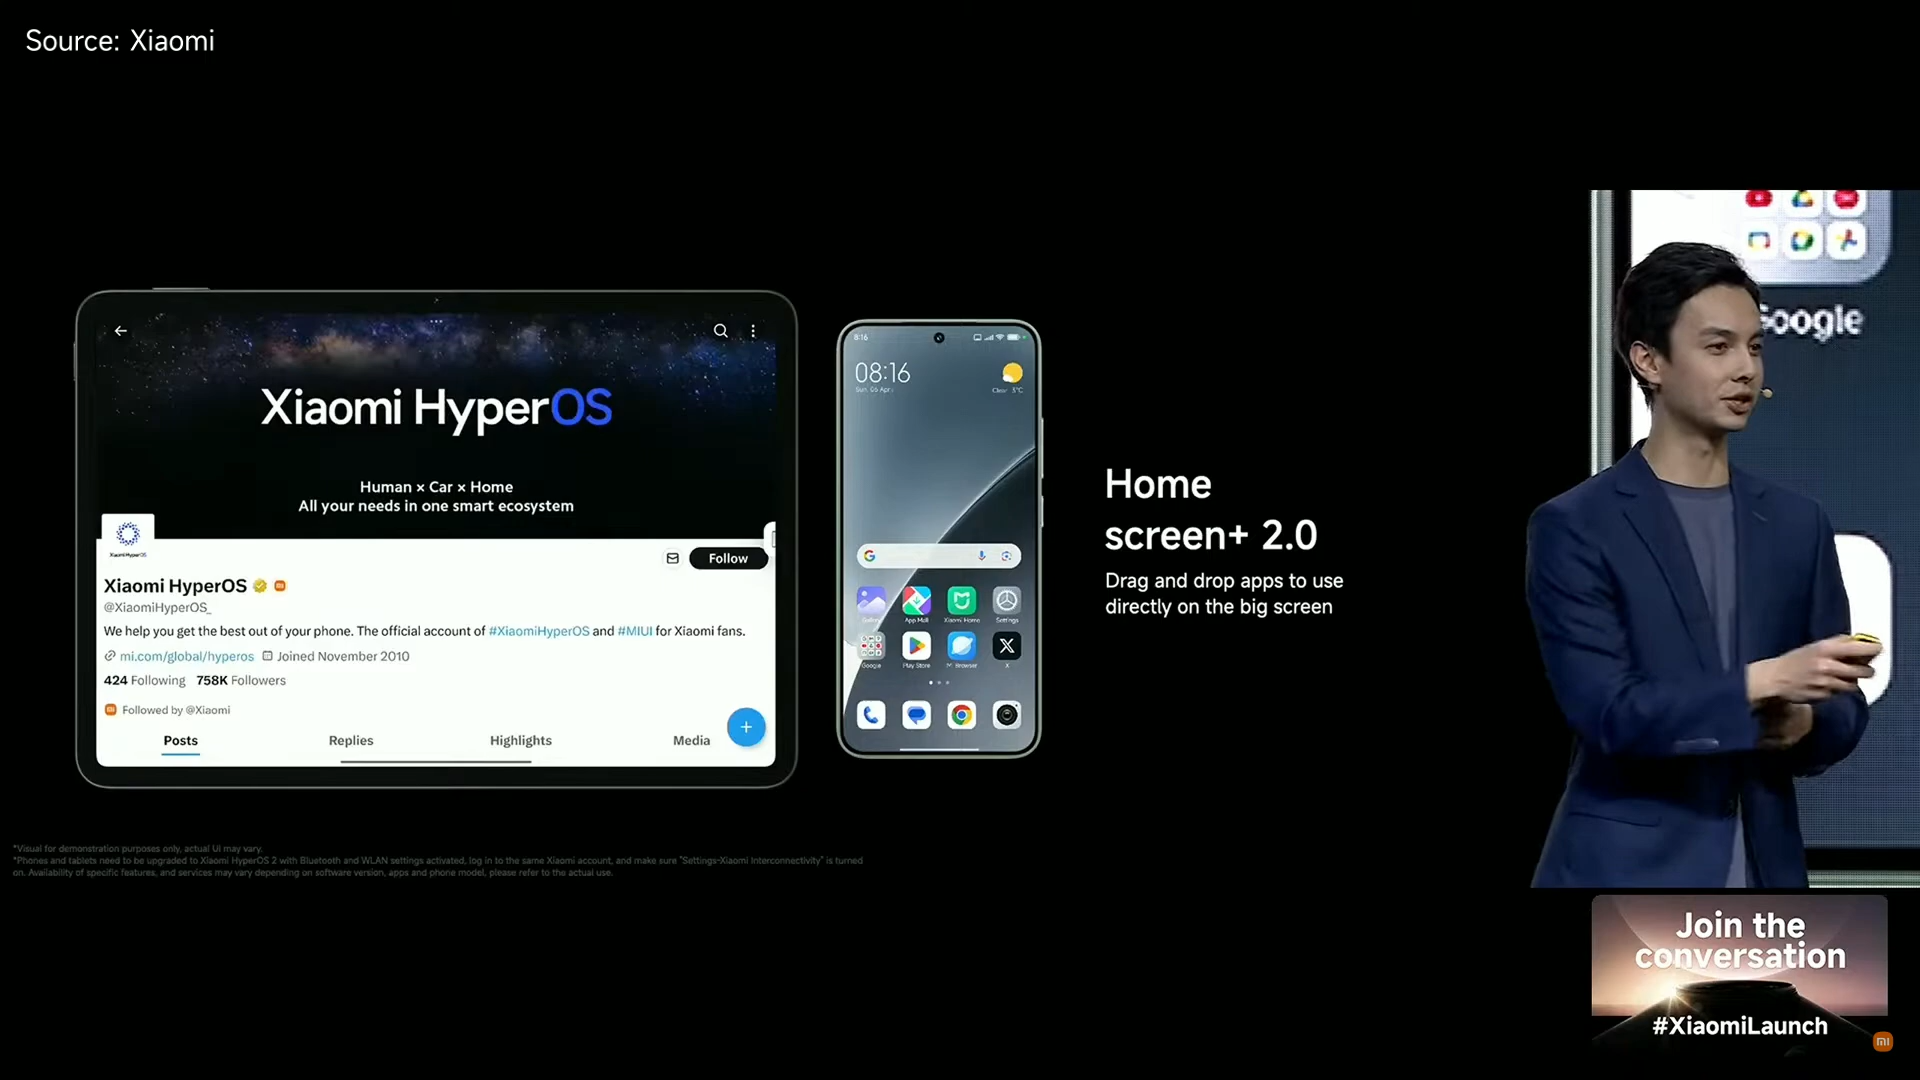 Source: Xiaomi
Xiaomi HyperOS
Human × Car × Home
All your needs in one smart ecosystem
Xiaomi HyperOS
Follow
Xiaomi HyperOS
@XiaomiHyperOS_
We help you get the best out of your phone. The official account of #XiaomiHyperOS and #MIUI for Xiaomi fans.
mi.com/global/hyperos Joined November 2010
424 Following 758K Followers
Followed by @Xiaomi
Posts Replies Highlights Media
8:16
08:16
Sun, 06 Apr
Clear 5°C
Gallery App Mall Xiaomi Home Settings
Google Play Store Mi Browser X
Home
screen+ 2.0
Drag and drop apps to use
directly on the big screen
Google
*Visual for demonstration purposes only, actual UI may vary.
*Phones and tablets need to be upgraded to Xiaomi HyperOS 2 with Bluetooth and WLAN settings activated, log in to the same Xiaomi account, and make sure "Settings-Xiaomi Interconnectivity" is turned
on. Availability of specific features, and services may vary depending on software version, apps and phone model, please refer to the actual use.
Join the
conversation
#XiaomiLaunch
mi